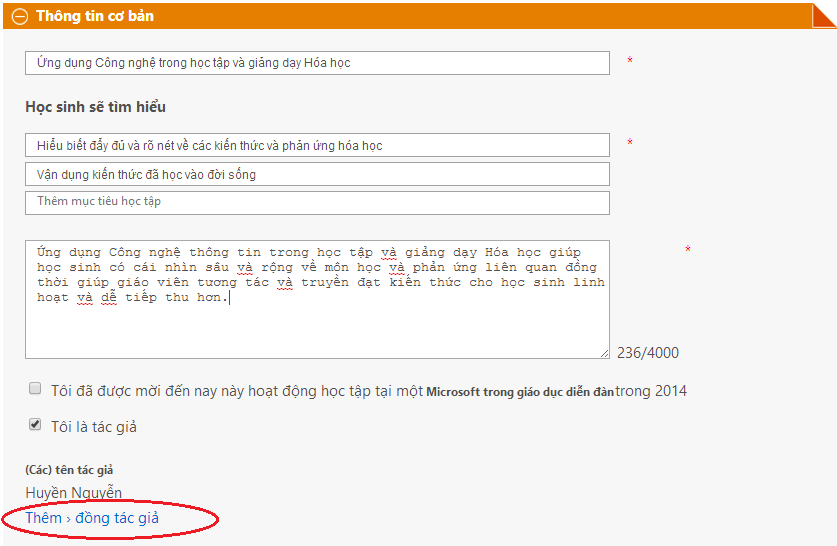 Thông tin cơ bản
Ứng dụng Công nghệ trong học tập và giảng dạy Hóa học
*
Học sinh sẽ tìm hiểu
Hiểu biết đẩy đủ và rõ nét về các kiến thức và phản ứng hóa học
*
Vận dụng kiến thức đã học vào đời sống
Thêm mục tiêu học tập
Ứng dụng Công nghệ thông tin trong học tập và giảng dạy Hóa học giúp
*
học sinh có cái nhìn sâu và rộng về môn học và phản ứng liên quan đồng
thời giúp giáo viên tương tác và truyền đạt kiến thức cho học sinh linh
hoạt và dễ tiếp thu hơn.
236/4000
Tôi đã được mời đến nay này hoạt động học tập tại một Microsoft trong giáo dục diễn đàn trong 2014
Tôi là tác giả
(Các) tên tác giả
Huyền Nguyễn
Thêm › đồng tác giả